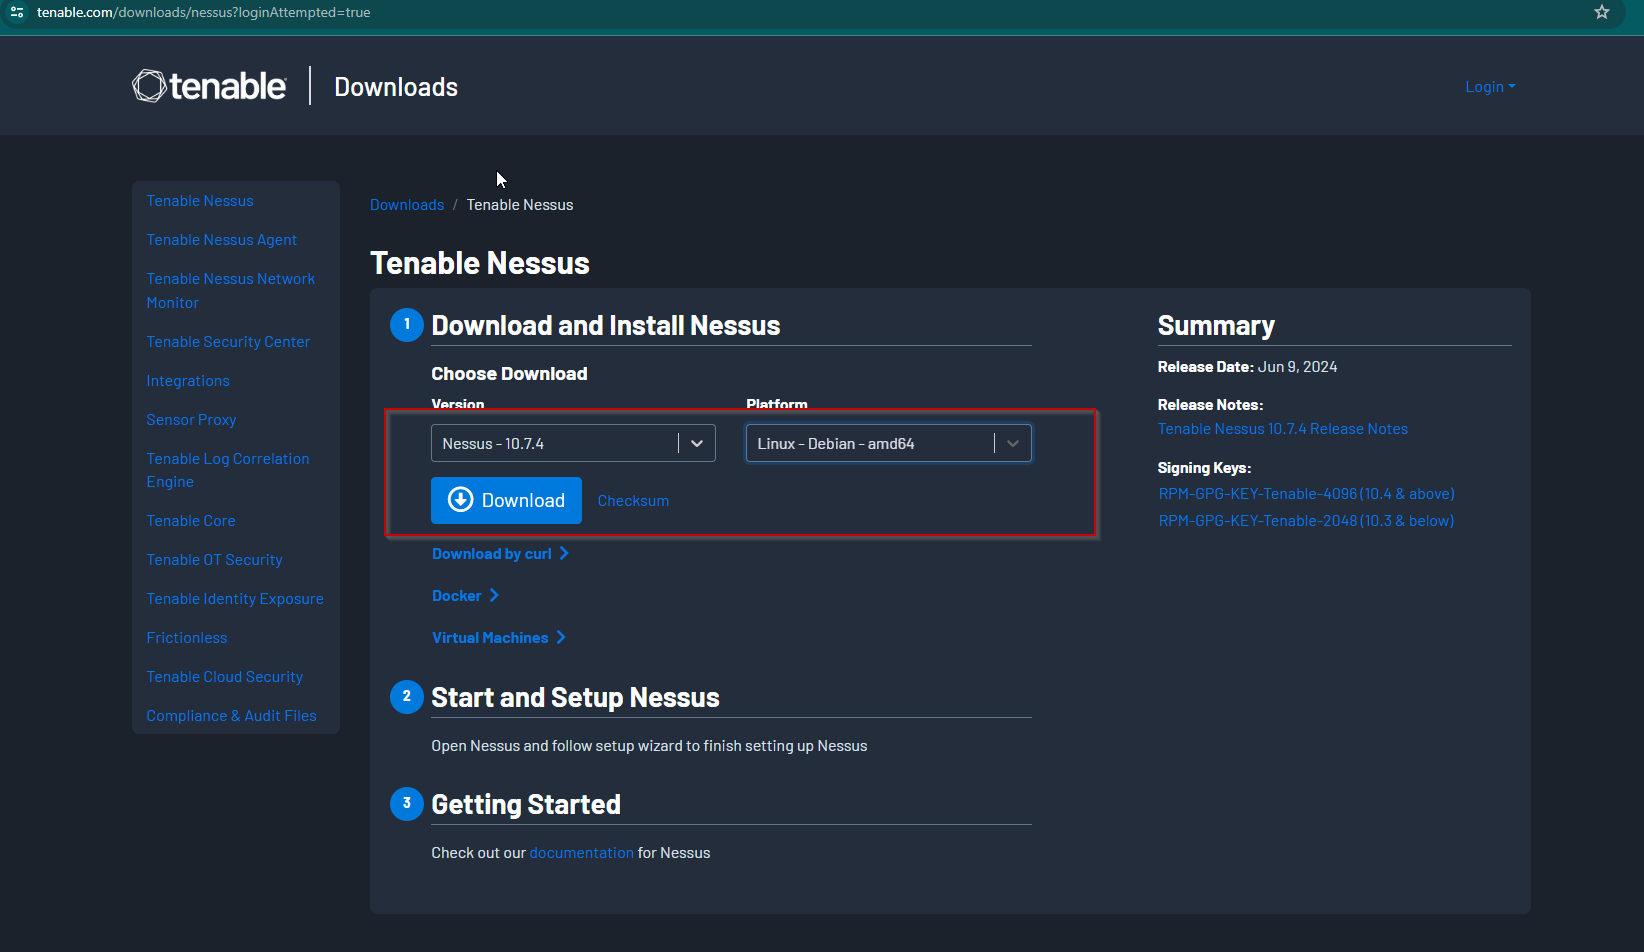 tenable.com/downloads/nessus?loginAttempted=true
tenable
Downloads
Login
Tenable Nessus
Tenable Nessus Agent
Tenable Nessus Network
Monitor
Tenable Security Center
Integrations
Sensor Proxy
Tenable Log Correlation
Engine
Tenable Core
Tenable OT Security
Tenable Identity Exposure
Frictionless
Tenable Cloud Security
Compliance & Audit Files
Downloads / Tenable Nessus
Tenable Nessus
1 Download and Install Nessus
Choose Download
Version Platform
Nessus - 10.7.4 Linux - Debian - amd64
Download Checksum
Download by curl
Docker
Virtual Machines
2 Start and Setup Nessus
Open Nessus and follow setup wizard to finish setting up Nessus
3 Getting Started
Check out our documentation for Nessus
Summary
Release Date: Jun 9, 2024
Release Notes:
Tenable Nessus 10.7.4 Release Notes
Signing Keys:
RPM-GPG-KEY-Tenable-4096 (10.4 & above)
RPM-GPG-KEY-Tenable-2048 (10.3 & below)